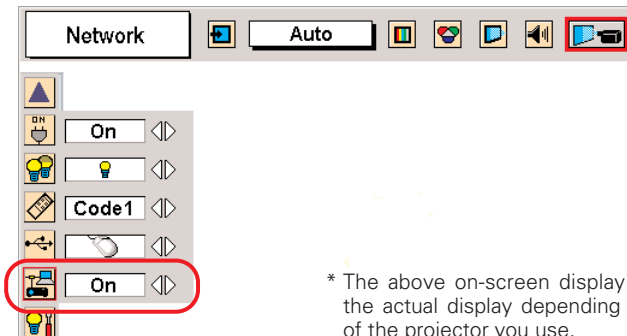 Network
Auto
ON
On
Code1
On
* The above on-screen display
the actual display depending
of the projector you use.